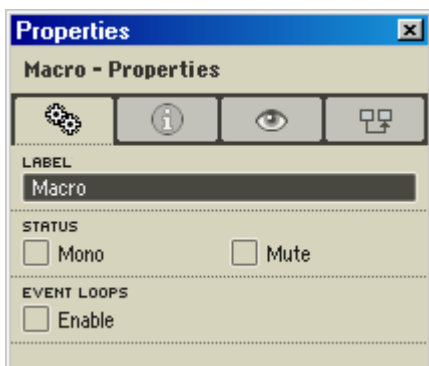 Properties
Macro - Properties
LABEL
Macro
STATUS
Mono Mute
EVENT LOOPS
Enable